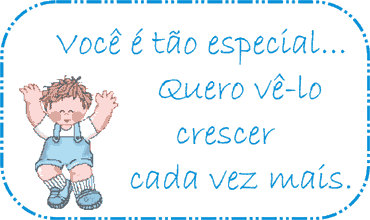 Você é tão especial...
Quero vê-lo
crescer
cada vez mais.